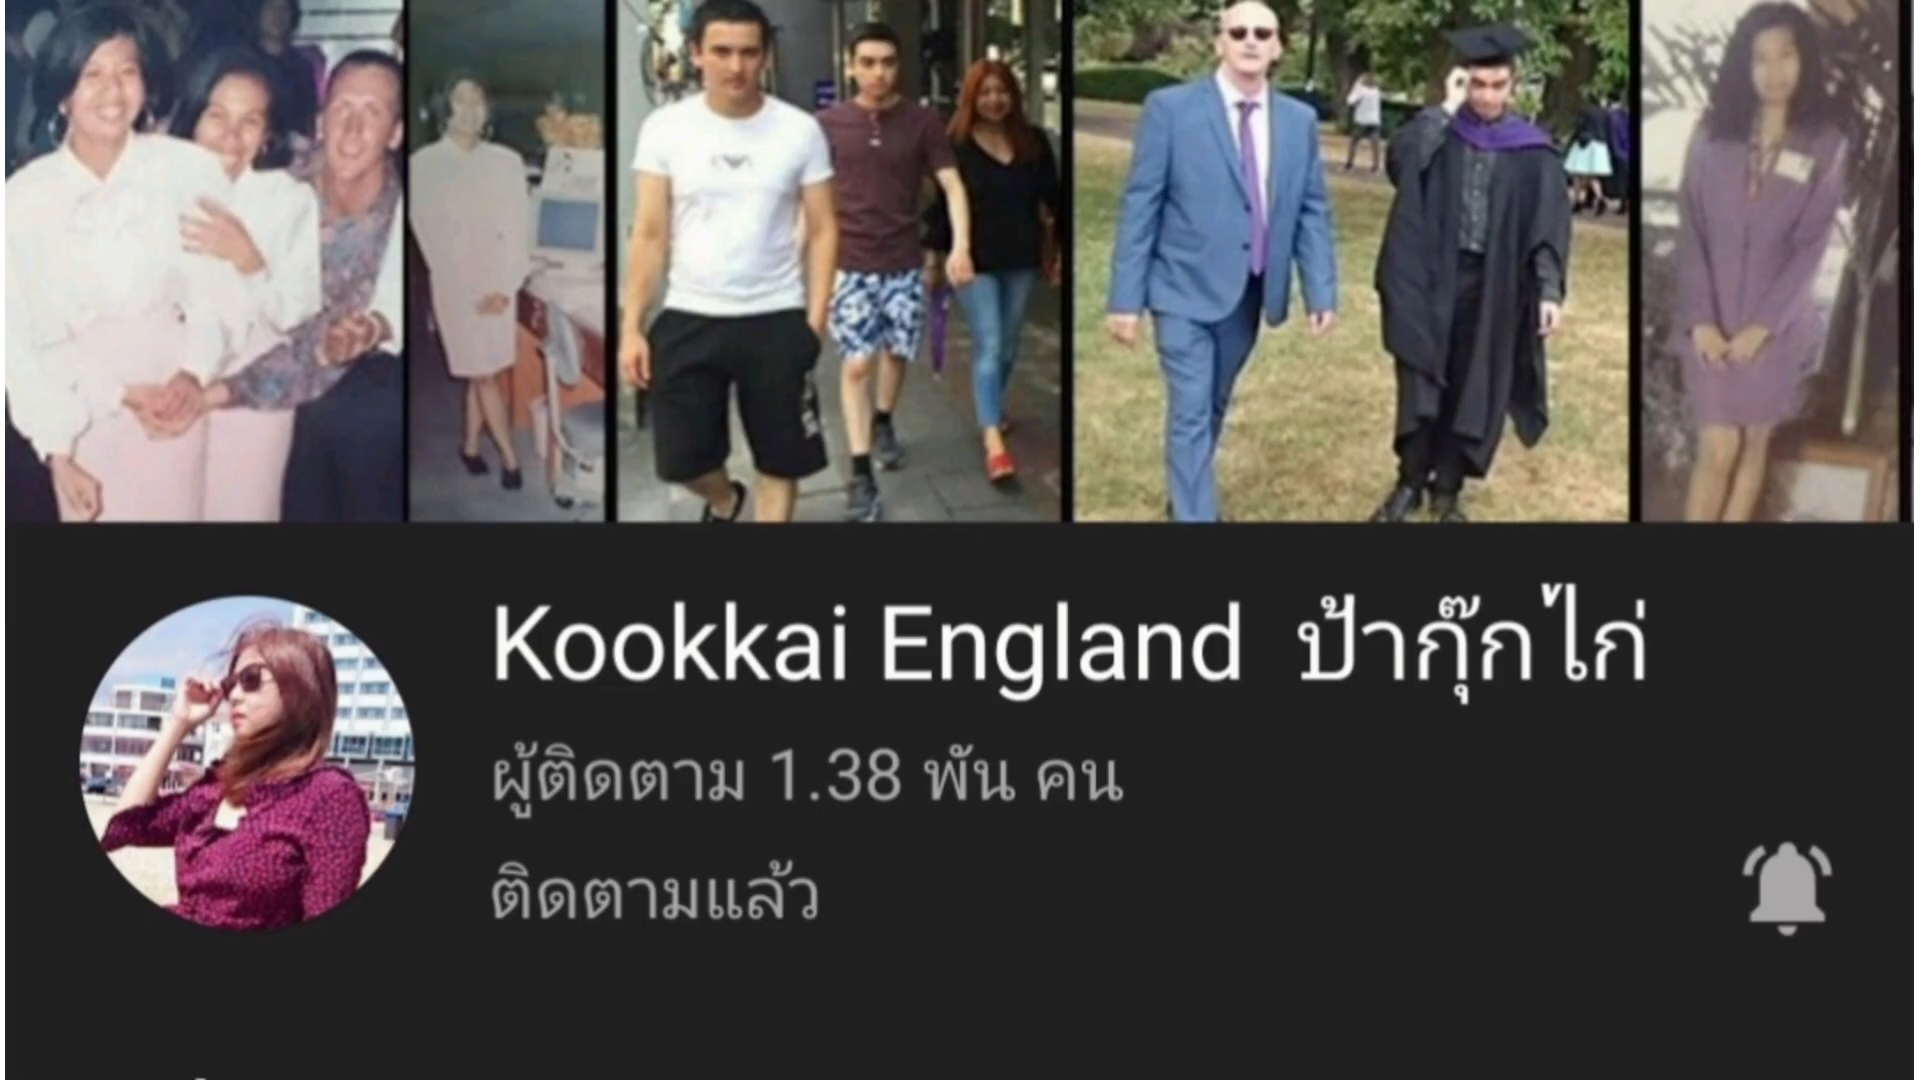 Kookkai England ป้ากุ๊กไก่
ผู้ติดตาม 1.38 พัน คน
ติดตามแล้ว